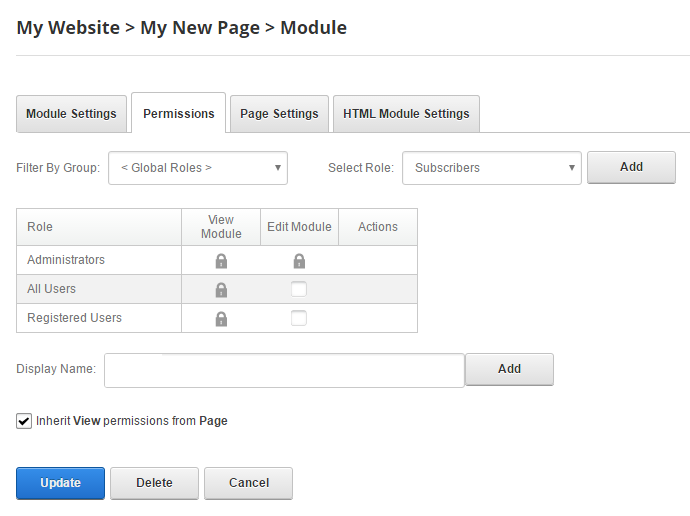 My Website > My New Page > Module
Module Settings Permissions Page Settings HTML Module Settings
Filter By Group: < Global Roles > Select Role: Subscribers Add
Role View Module Edit Module Actions
Administrators
All Users
Registered Users
Display Name: Add
Inherit View permissions from Page
Update Delete Cancel